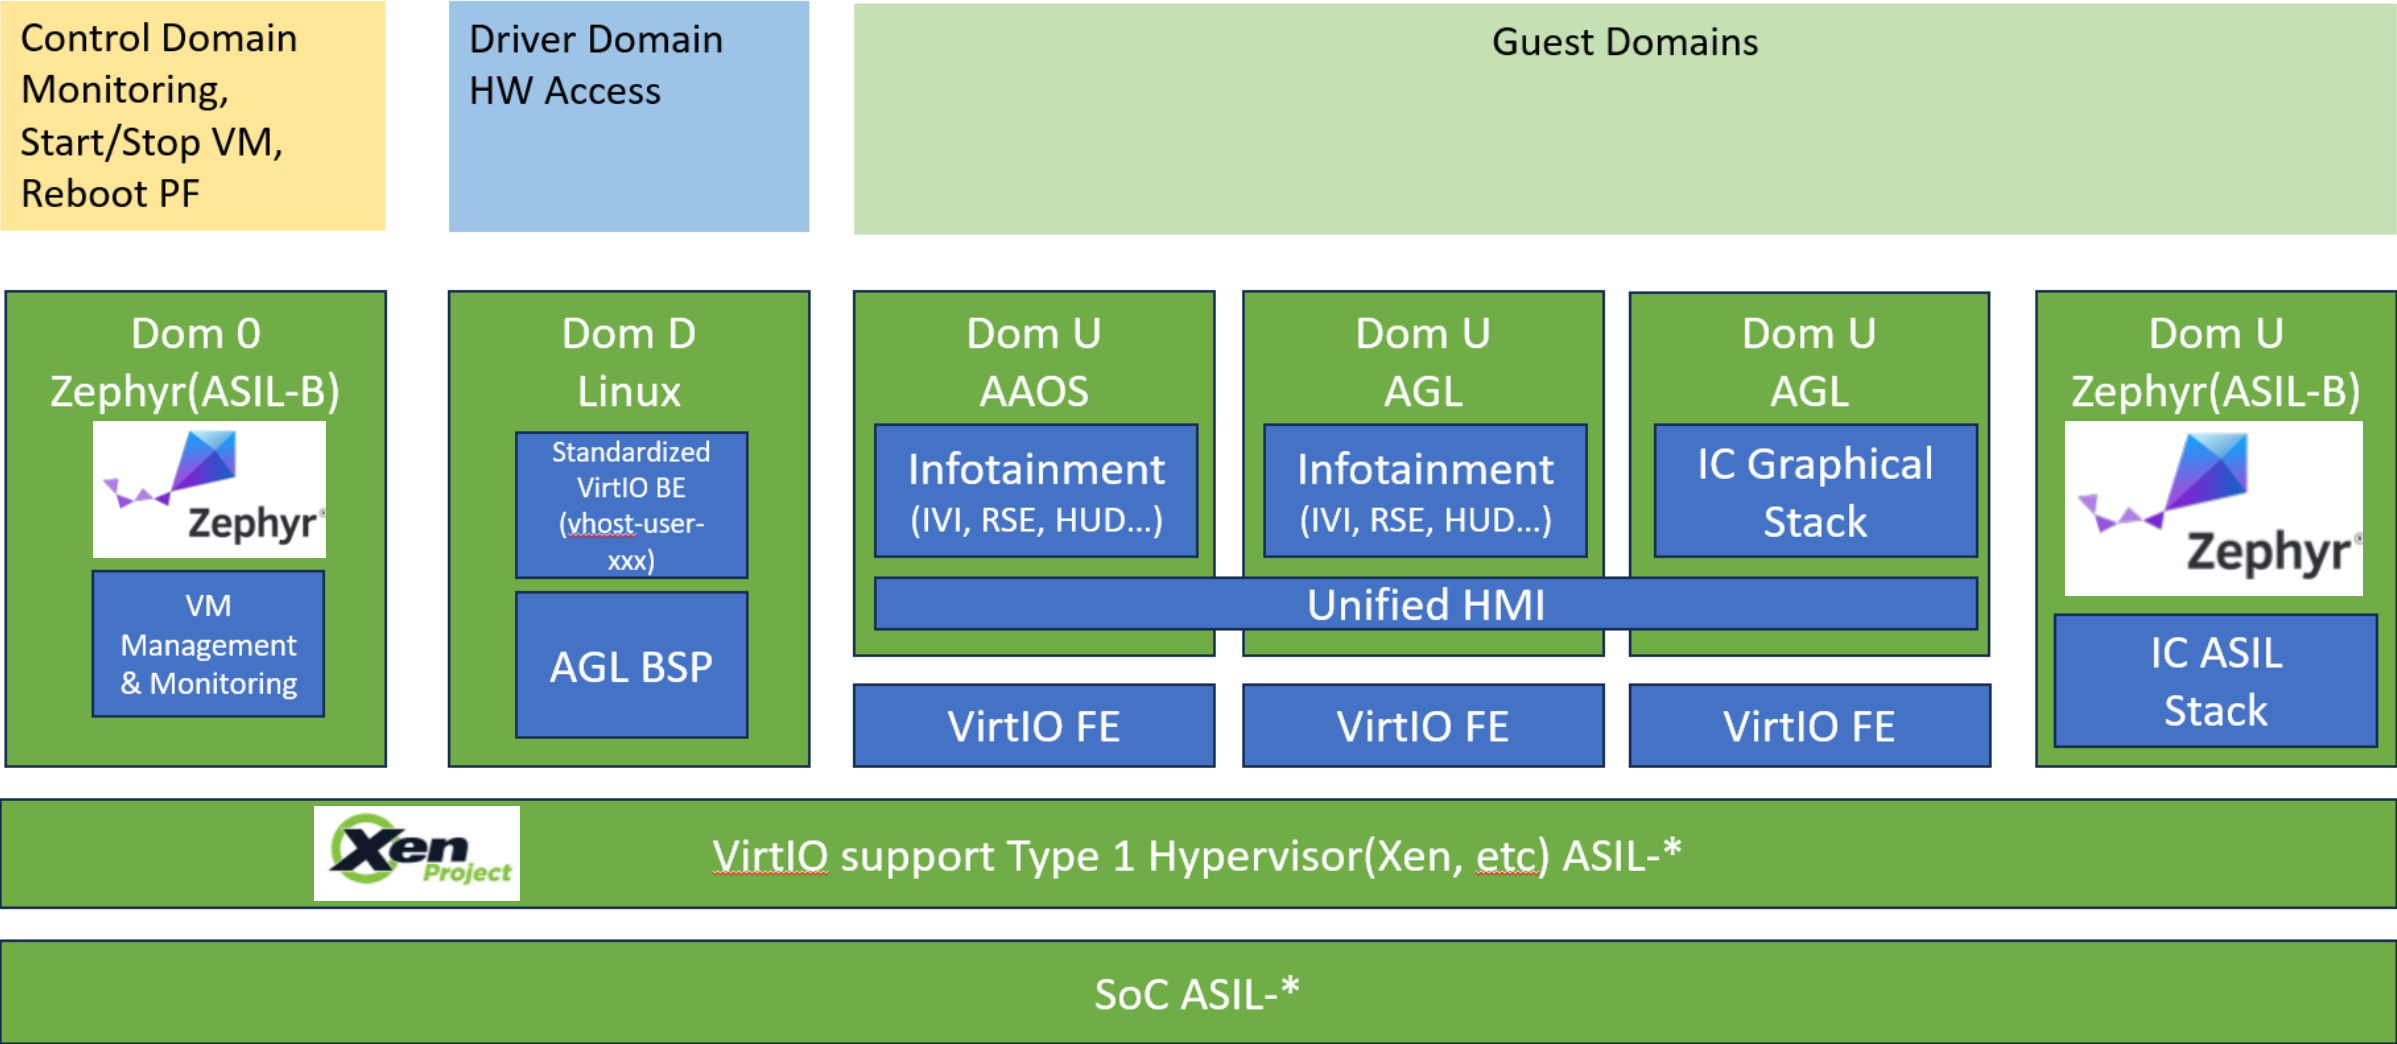 Control Domain
Monitoring,
Start/Stop VM,
Reboot PF
Driver Domain
HW Access
Guest Domains
Dom 0
Zephyr(ASIL-B)
Zephyr®
VM
Management
& Monitoring
Dom D
Linux
Standardized
VirtIO BE
(vhost-user-
xxx)
AGL BSP
Dom U
AAOS
Infotainment
(IVI, RSE, HUD...)
Dom U
AGL
Infotainment
(IVI, RSE, HUD...)
Dom U
AGL
IC Graphical
Stack
Unified HMI
VirtIO FE
VirtIO FE
VirtIO FE
Dom U
Zephyr(ASIL-B)
Zephyr®
IC ASIL
Stack
Xen
Project
VirtIO support Type 1 Hypervisor(Xen, etc) ASIL-*
SoC ASIL-*